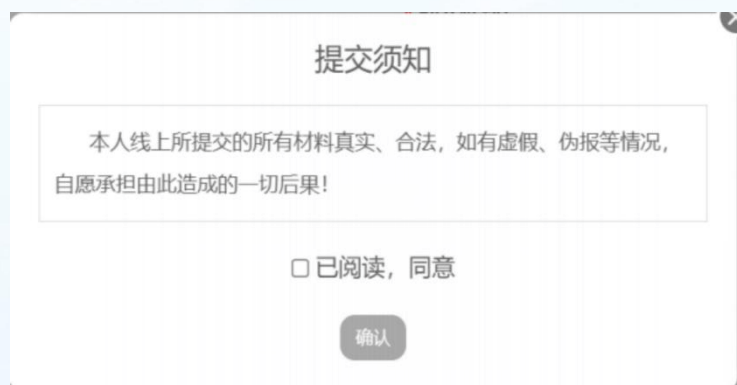 提交须知
本人线上所提交的所有材料真实、合法，如有虚假、伪报等情况，
自愿承担由此造成的一切后果！
已阅读，同意
确认